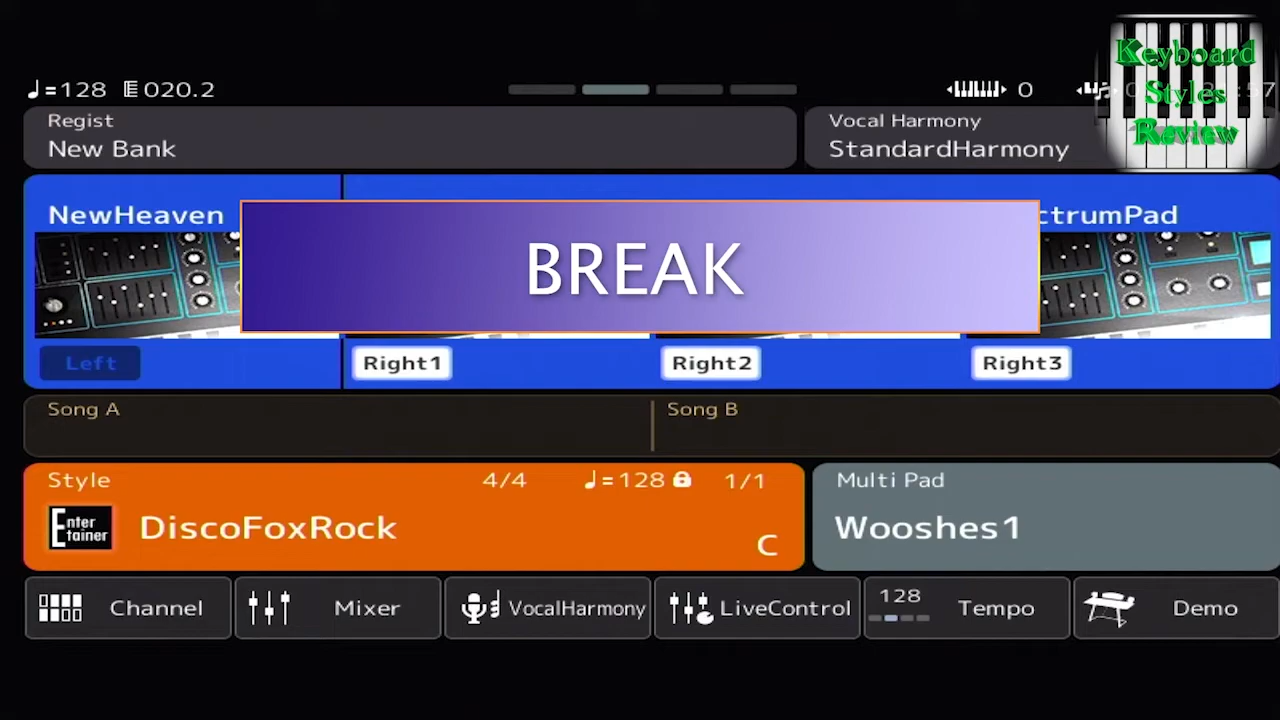 ♩=128 020.2
0
Keyboard
Styles
Review
Regist
New Bank
Vocal Harmony
StandardHarmony
NewHeaven
ctrumPad
BREAK
Left
Right1
Right2
Right3
Song A
Song B
Style
4/4 ♩=128 1/1
Enter
tainer
DiscoFoxRock
C
Multi Pad
Wooshes1
Channel
Mixer
VocalHarmony
LiveControl
128
Tempo
Demo